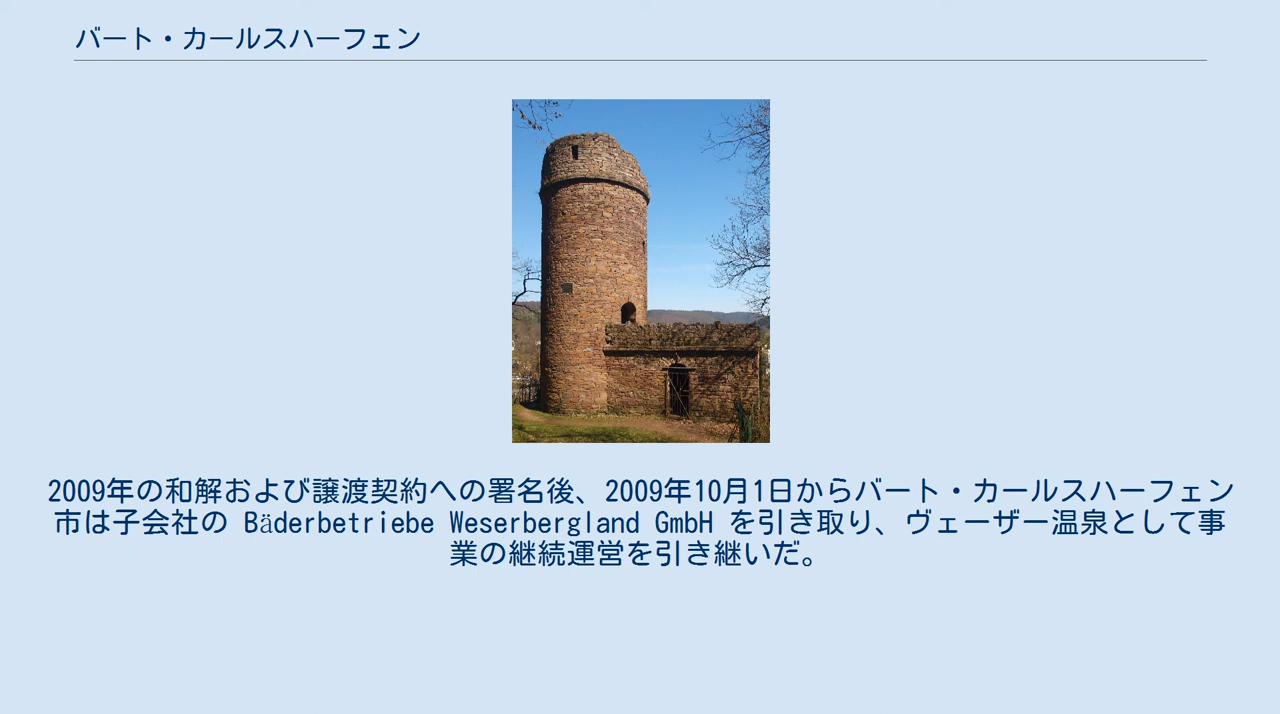 バート・カールスハーフェン
2009年の和解および譲渡契約への署名後、2009年10月1日からバート・カールスハーフェン
市は子会社の Bäderbetriebe Weserbergland GmbH を引き取り、ヴェーザー温泉として事
業の継続運営を引き継いだ。